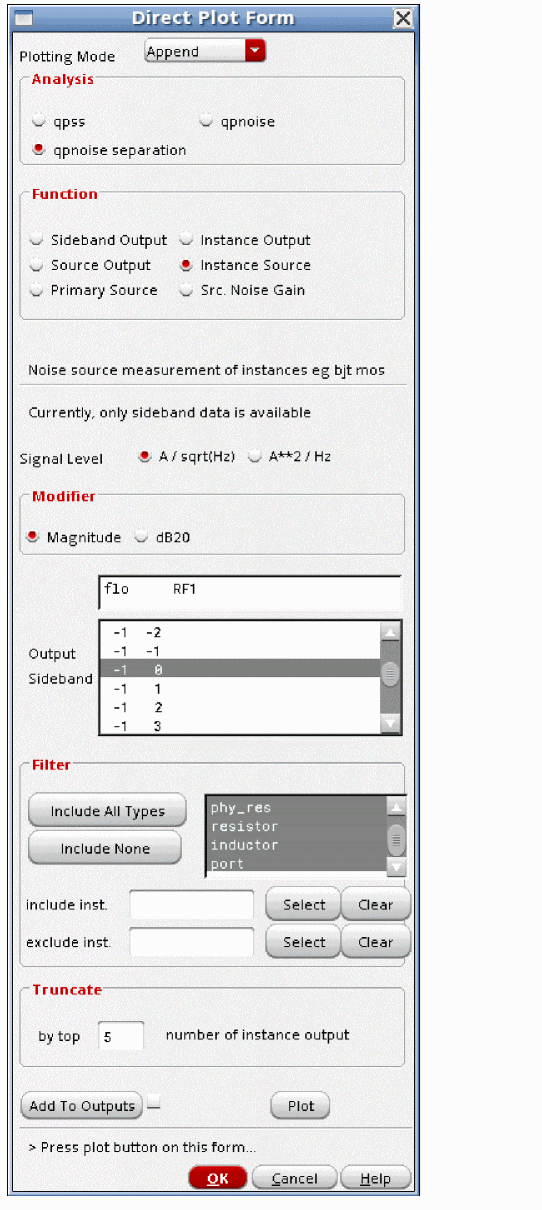 Direct Plot Form
Plotting Mode Append
Analysis
qpss qpnoise
qpnoise separation
Function
Sideband Output Instance Output
Source Output Instance Source
Primary Source Src. Noise Gain
Noise source measurement of instances eg bjt mos
Currently, only sideband data is available
Signal Level A / sqrt(Hz) A**2 / Hz
Modifier
Magnitude dB20
flo RF1
Output Sideband
-1 -2
-1 -1
-1 0
-1 1
-1 2
-1 3
Filter
Include All Types
Include None
phy_res
resistor
inductor
port
include inst. Select Clear
exclude inst. Select Clear
Truncate
by top 5 number of instance output
Add To Outputs Plot
> Press plot button on this form...
OK Cancel Help